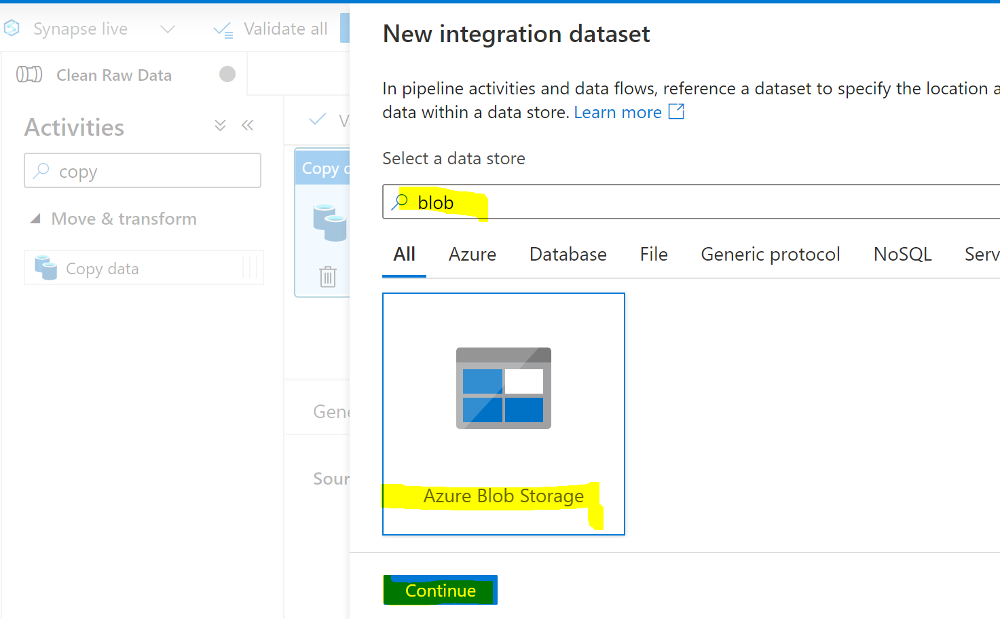 Synapse live
Validate all
Clean Raw Data
Activities
copy
Move & transform
Copy data
Copy
New integration dataset
In pipeline activities and data flows, reference a dataset to specify the location a
data within a data store. Learn more
Select a data store
blob
All Azure Database File Generic protocol NoSQL Serv
Azure Blob Storage
Continue
Gene
Sour